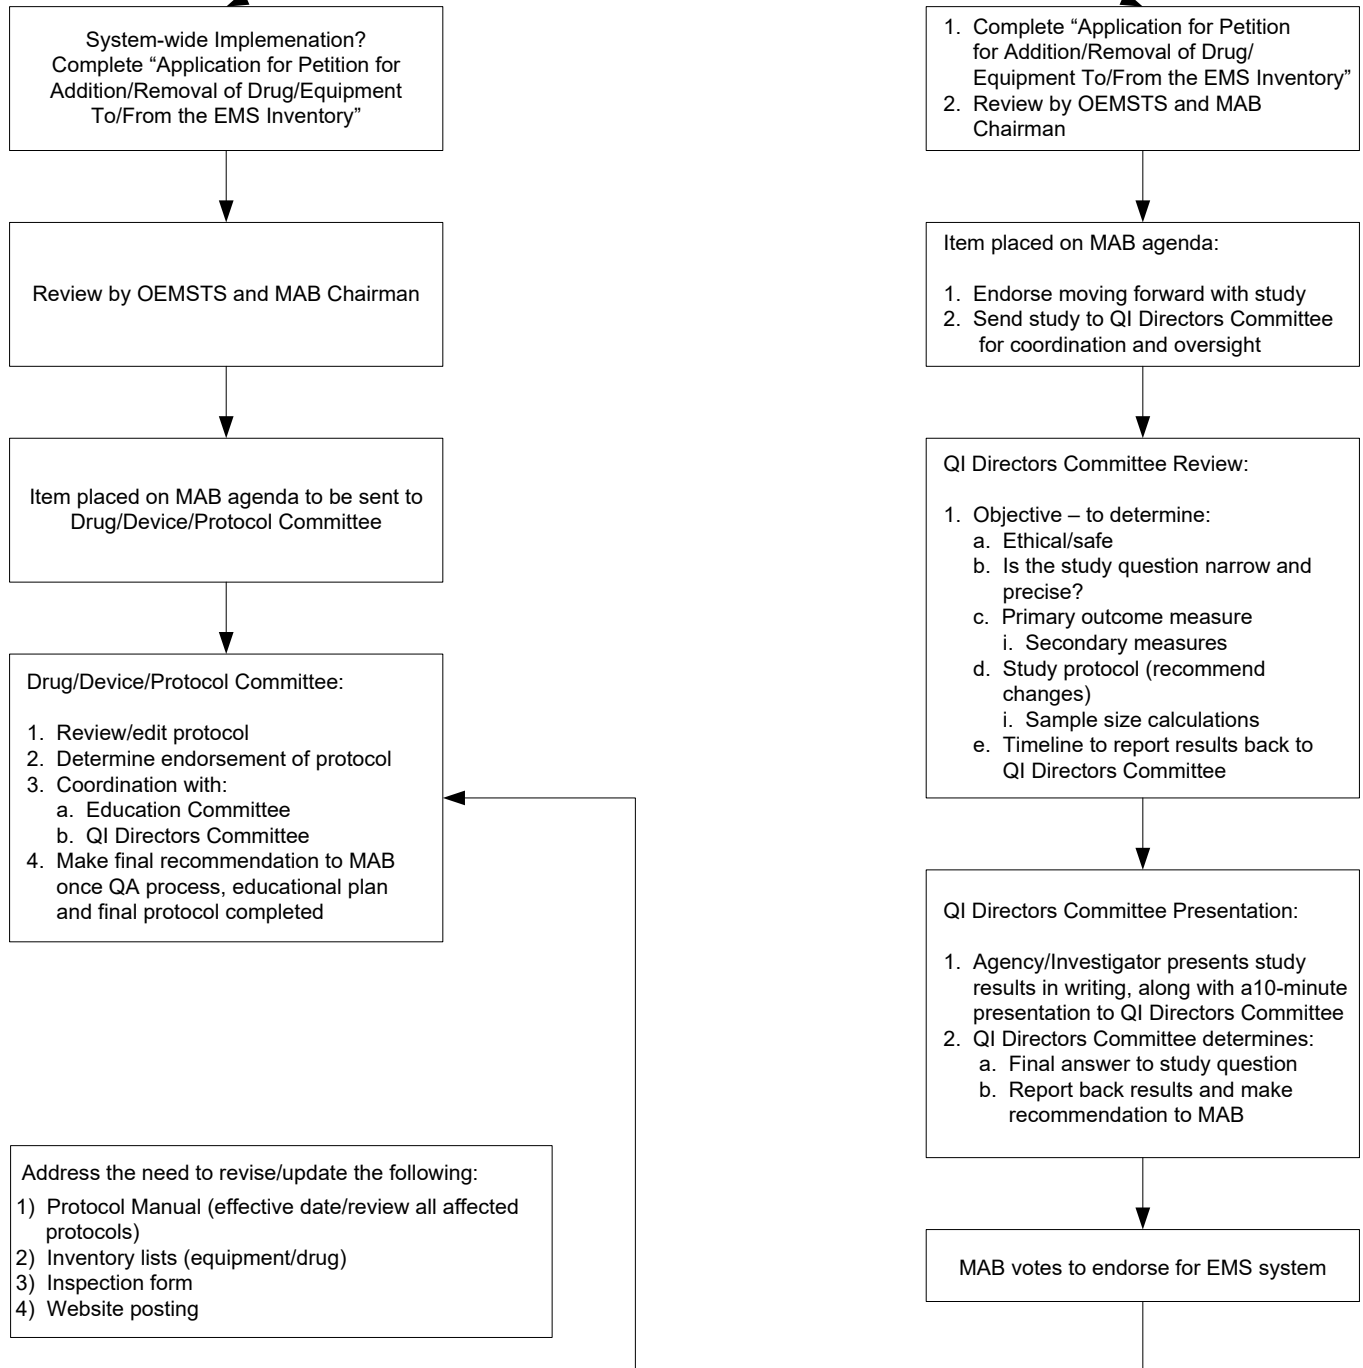 System-wide Implemenation?
Complete “Application for Petition for
Addition/Removal of Drug/Equipment
To/From the EMS Inventory”
Review by OEMSTS and MAB Chairman
Item placed on MAB agenda to be sent to
Drug/Device/Protocol Committee
Drug/Device/Protocol Committee:
1. Review/edit protocol
2. Determine endorsement of protocol
3. Coordination with:
a. Education Committee
b. QI Directors Committee
4. Make final recommendation to MAB
once QA process, educational plan
and final protocol completed
Address the need to revise/update the following:
1) Protocol Manual (effective date/review all affected
protocols)
2) Inventory lists (equipment/drug)
3) Inspection form
4) Website posting
1. Complete “Application for Petition
for Addition/Removal of Drug/
Equipment To/From the EMS Inventory”
2. Review by OEMSTS and MAB
Chairman
Item placed on MAB agenda:
1. Endorse moving forward with study
2. Send study to QI Directors Committee
for coordination and oversight
QI Directors Committee Review:
1. Objective – to determine:
a. Ethical/safe
b. Is the study question narrow and
precise?
c. Primary outcome measure
i. Secondary measures
d. Study protocol (recommend
changes)
i. Sample size calculations
e. Timeline to report results back to
QI Directors Committee
QI Directors Committee Presentation:
1. Agency/Investigator presents study
results in writing, along with a10-minute
presentation to QI Directors Committee
2. QI Directors Committee determines:
a. Final answer to study question
b. Report back results and make
recommendation to MAB
MAB votes to endorse for EMS system